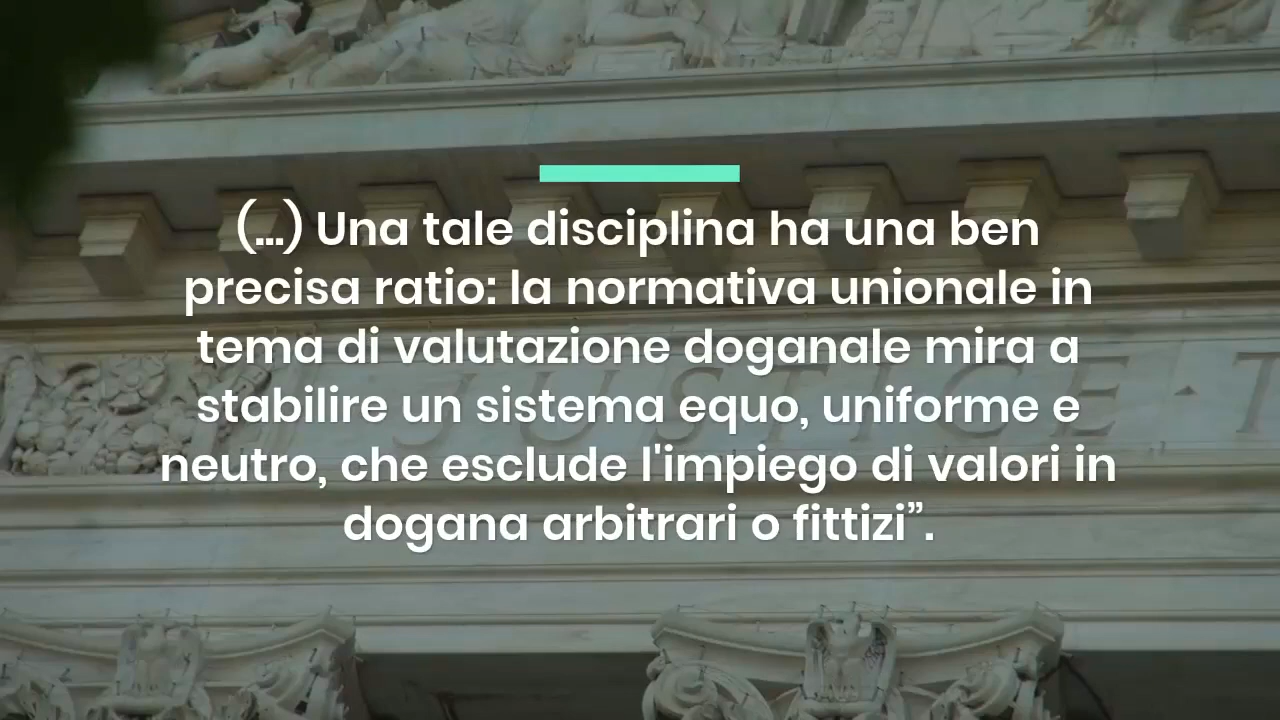 (...) Una tale disciplina ha una ben
precisa ratio: la normativa unionale in
tema di valutazione doganale mira a
stabilire un sistema equo, uniforme e
neutro, che esclude l'impiego di valori in
dogana arbitrari o fittizi”.
JUSTICE